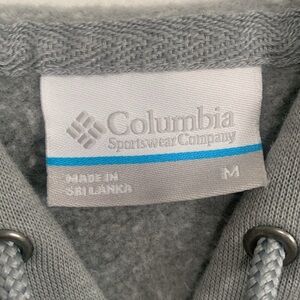 Columbia
Sportswear Company
MADE IN
SRI LANKA
M